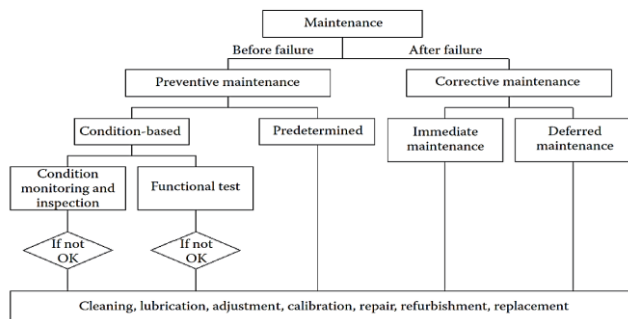 Maintenance
Before failure
After failure
Preventive maintenance
Corrective maintenance
Condition-based
Predetermined
Immediate
maintenance
Deferred
maintenance
Condition
monitoring and
inspection
Functional test
If not
OK
If not
OK
Cleaning, lubrication, adjustment, calibration, repair, refurbishment, replacement